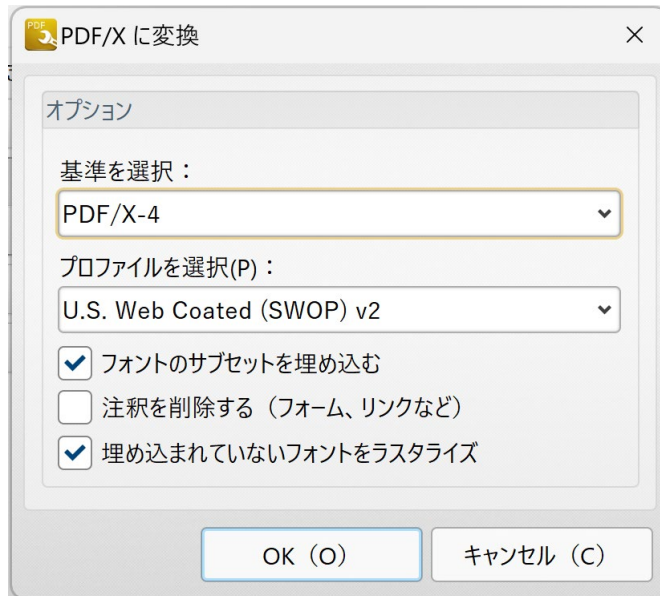 PDF
PDF/X に変換
オプション
基準を選択：
PDF/X-4
プロファイルを選択(P)：
U.S. Web Coated (SWOP) v2
フォントのサブセットを埋め込む
注釈を削除する（フォーム、リンクなど）
埋め込まれていないフォントをラスタライズ
OK（O）
キャンセル（C）